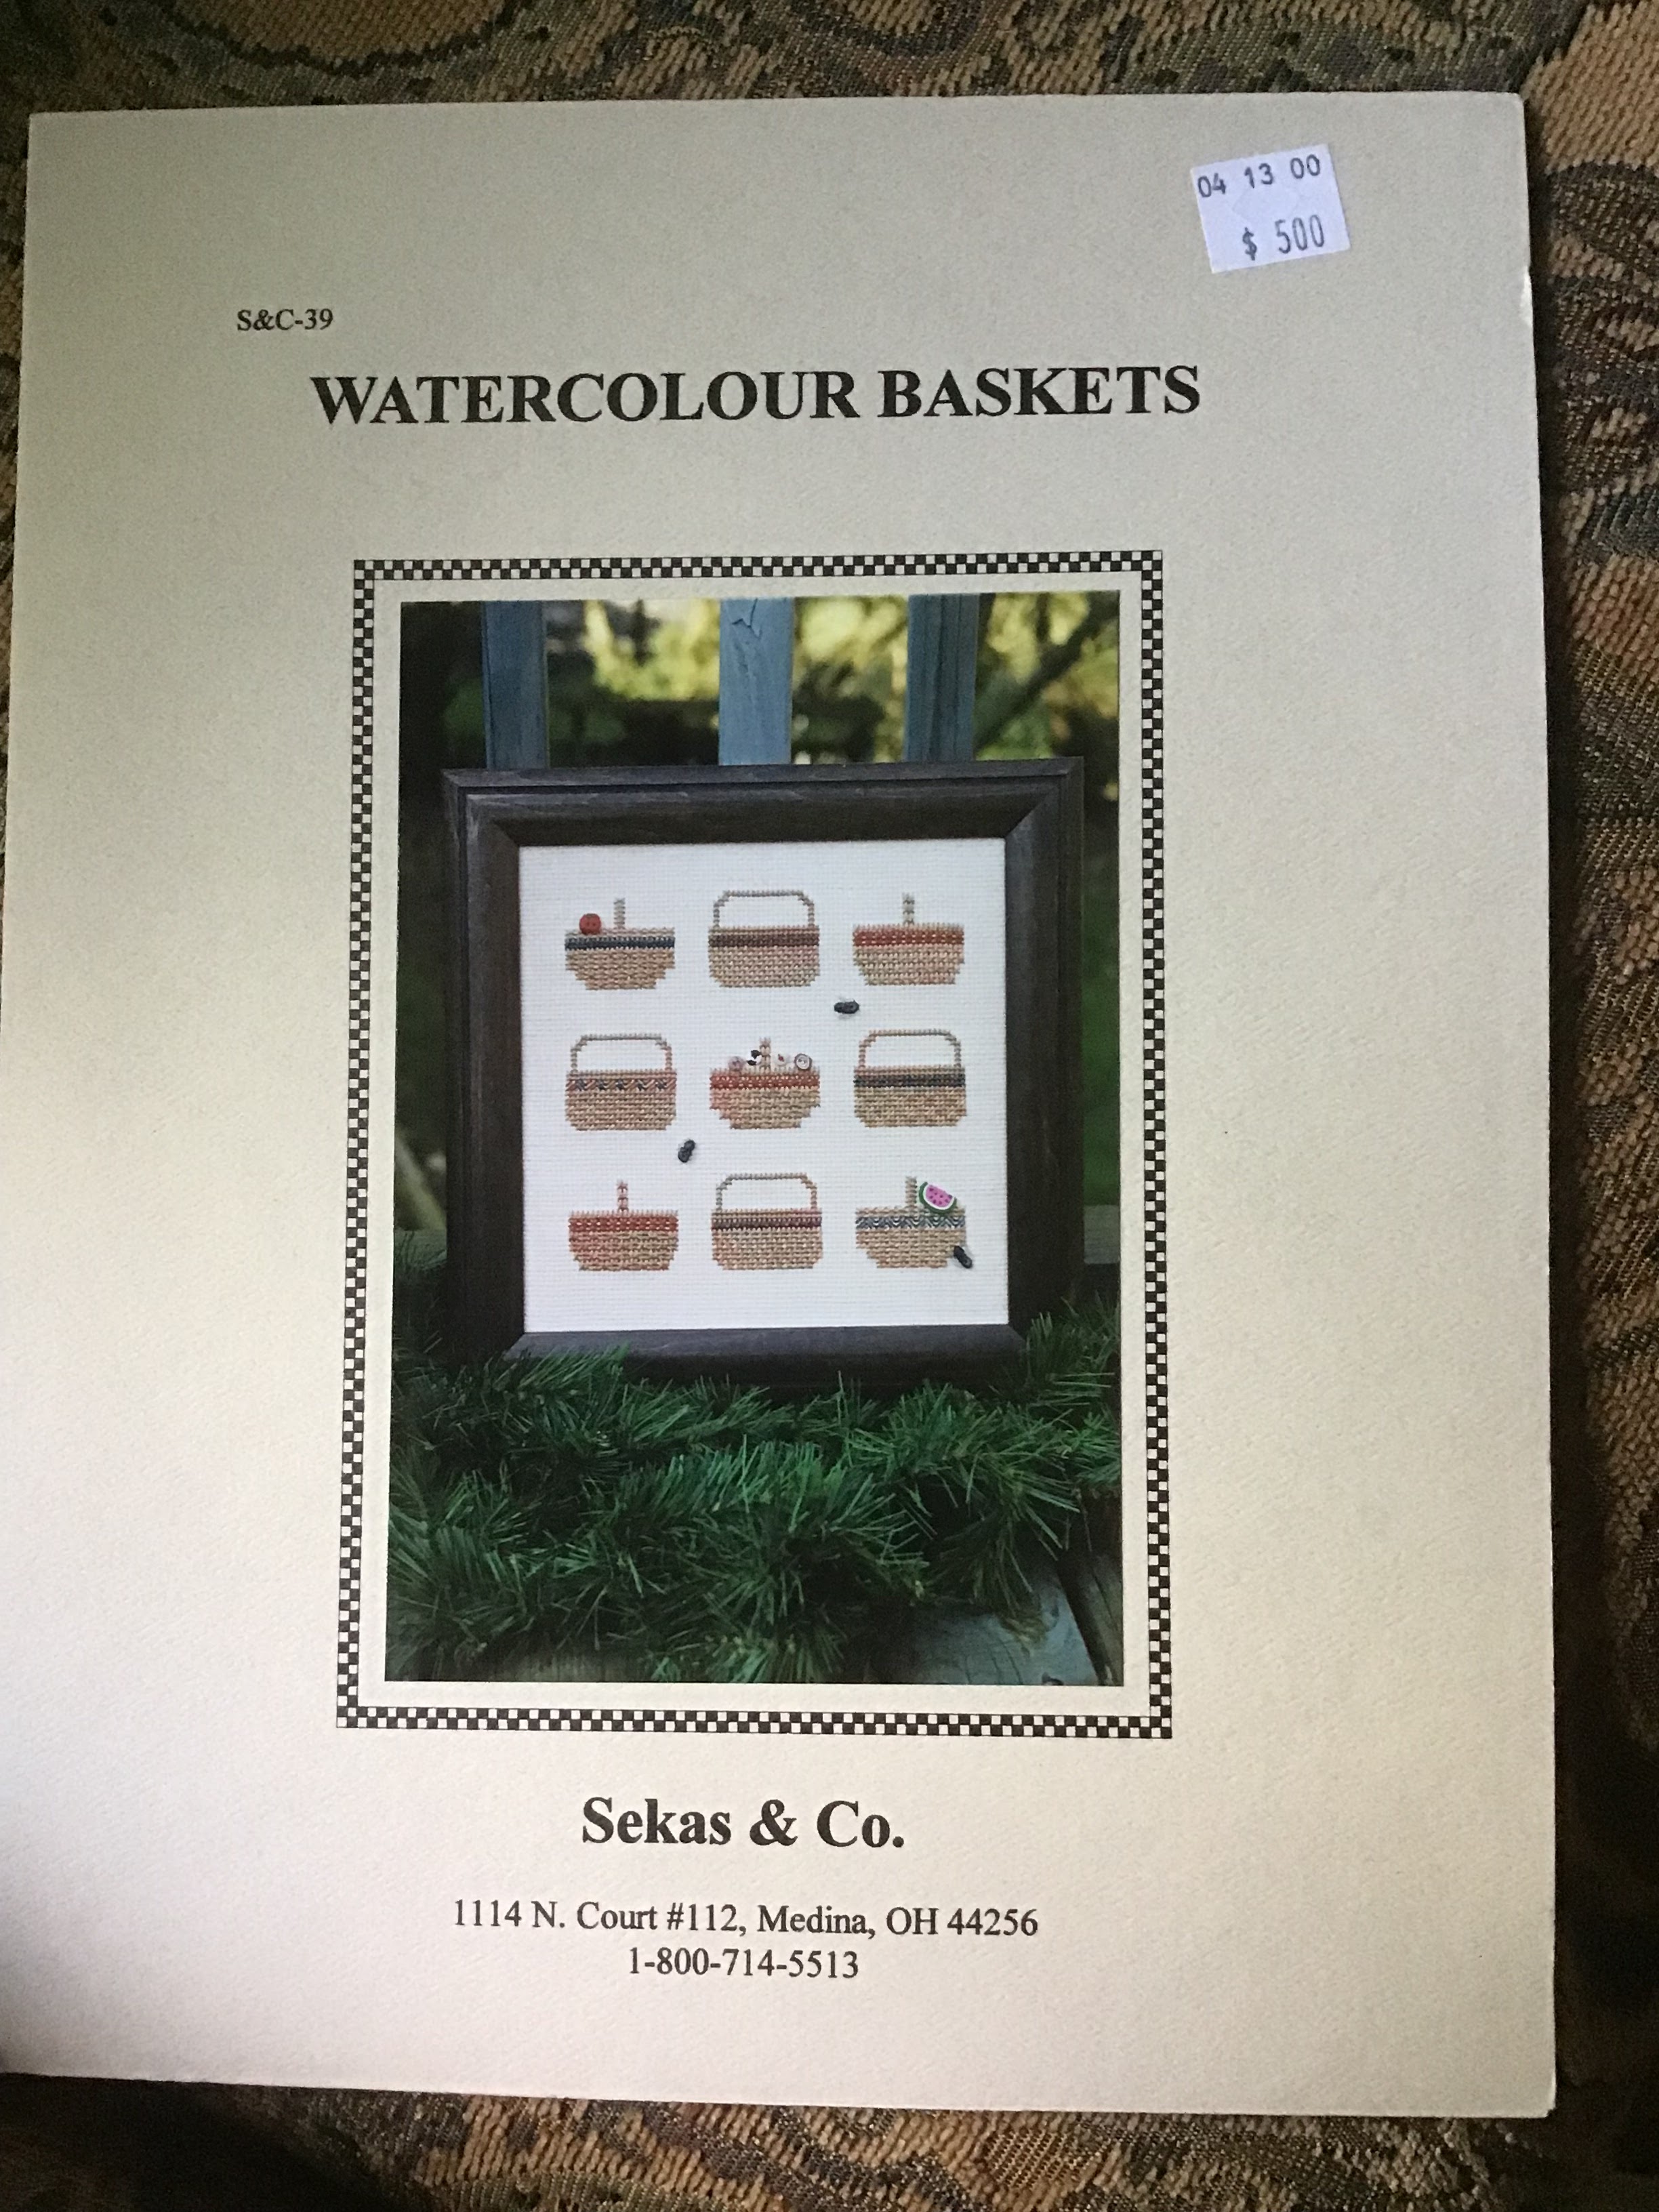 04 13 00
$ 500
S&C-39
WATERCOLOUR BASKETS
Sekas & Co.
1114 N. Court #112, Medina, OH 44256
1-800-714-5513